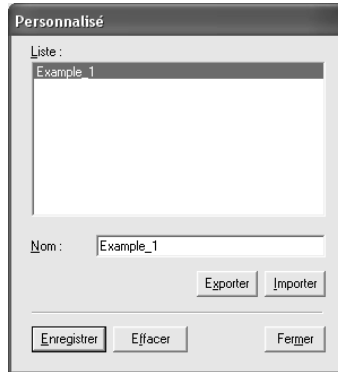 Personnalisé
Liste :
Example_1
Nom : Example_1
Exporter Importer
Enregistrer Effacer Fermer